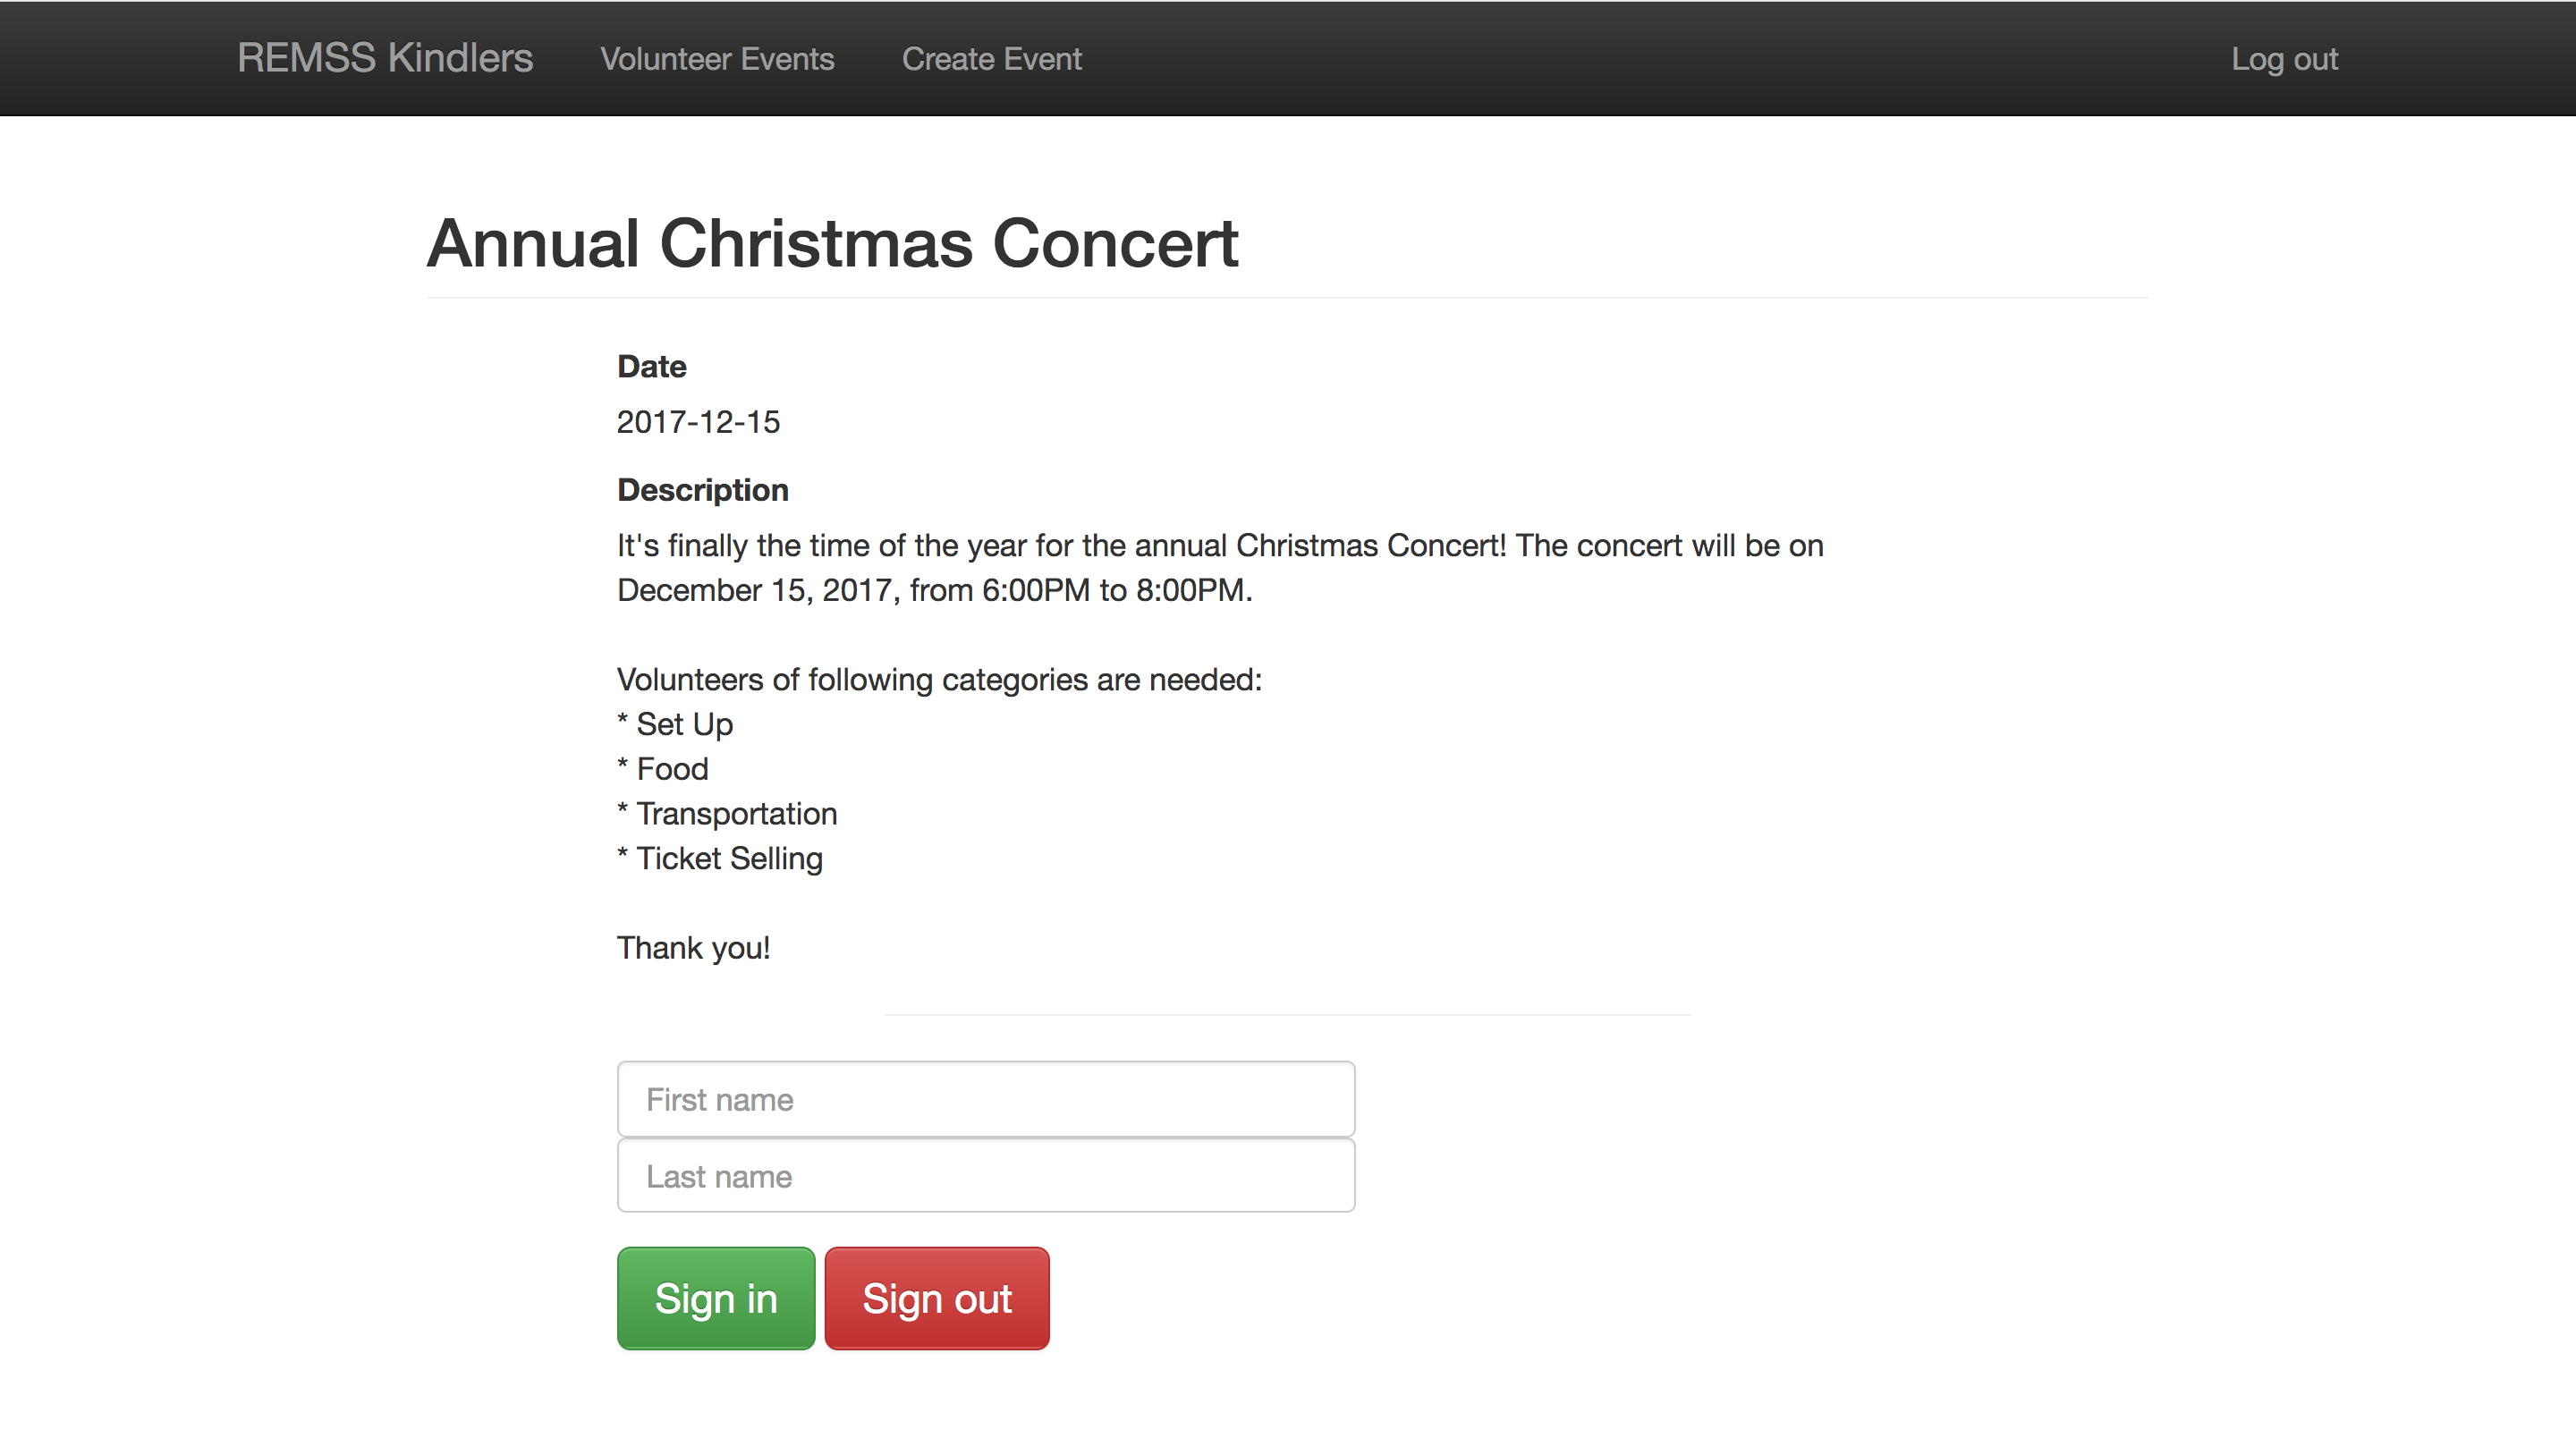 REMSS Kindlers Volunteer Events Create Event Log out
Annual Christmas Concert
Date
2017-12-15
Description
It's finally the time of the year for the annual Christmas Concert! The concert will be on
December 15, 2017, from 6:00PM to 8:00PM.
Volunteers of following categories are needed:
* Set Up
* Food
* Transportation
* Ticket Selling
Thank you!
First name
Last name
Sign in Sign out